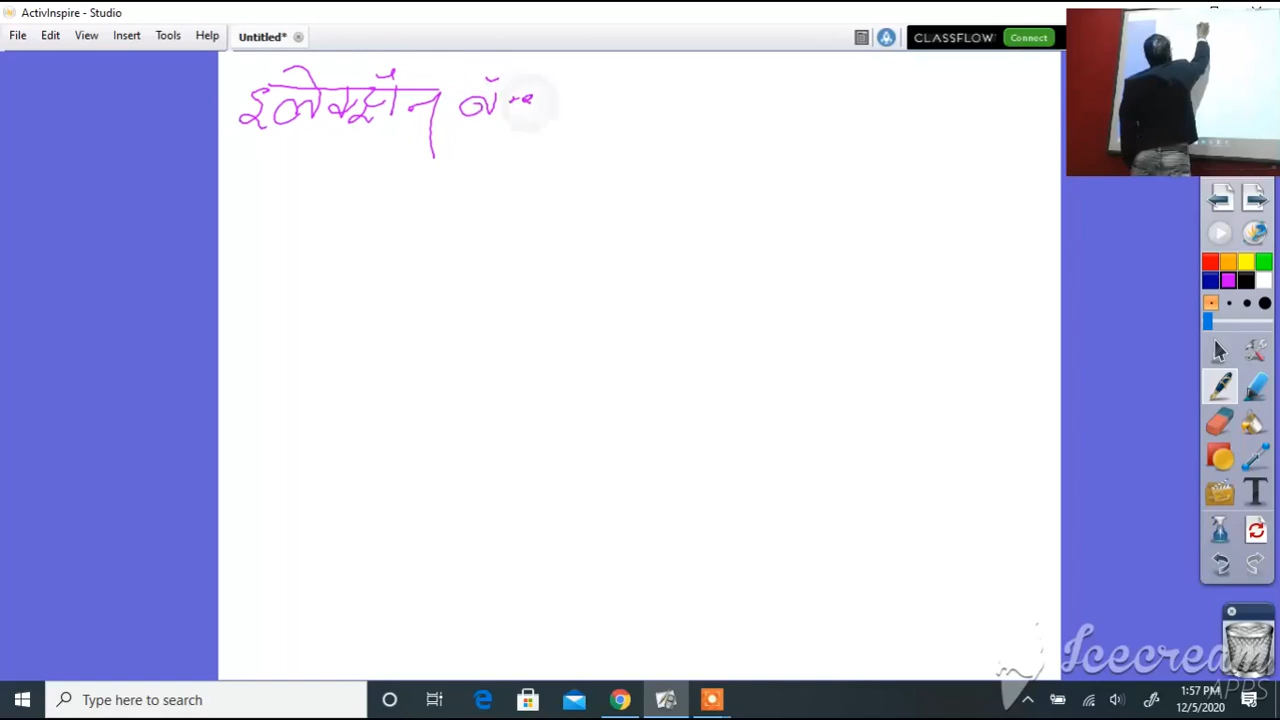 ActivInspire - Studio
File Edit View Insert Tools Help Untitled* CLASSFLOW Connect
इलेक्ट्रॉन
T
Icecream
APPS
Type here to search
1:57 PM
12/5/2020